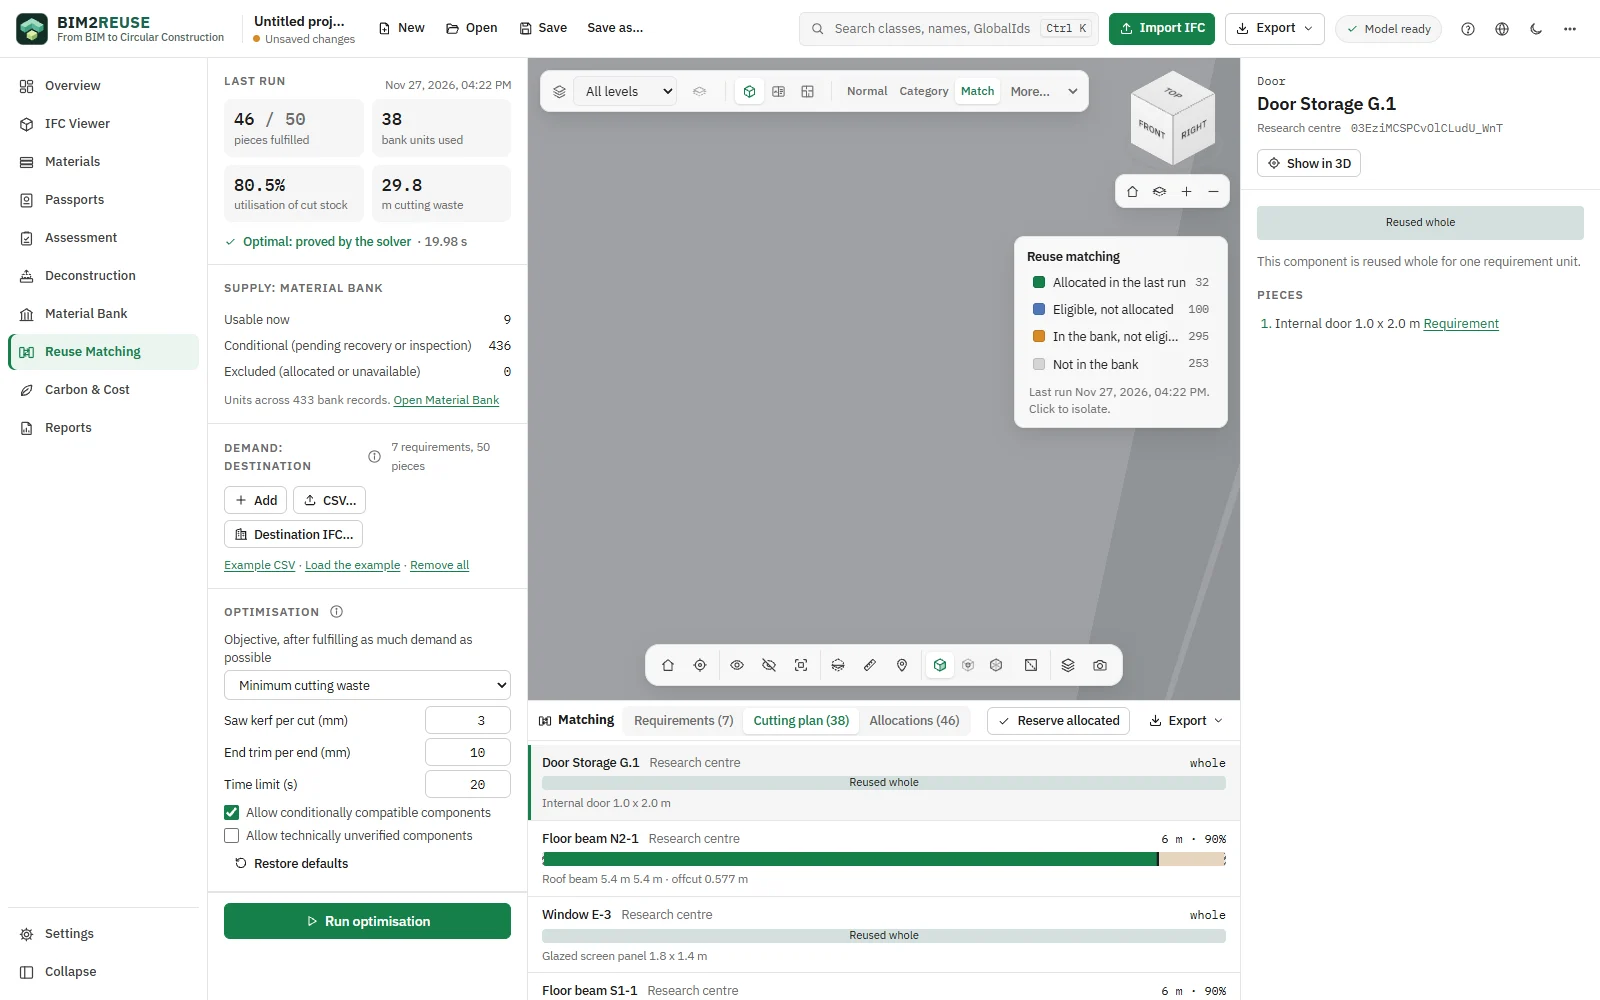 BIM2REUSE
From BIM to Circular Construction
Untitled proj...
Unsaved changes
New
Open
Save
Save as...
Search classes, names, GlobalIds
Ctrl K
Import IFC
Export
Model ready
Overview
IFC Viewer
Materials
Passports
Assessment
Deconstruction
Material Bank
Reuse Matching
Carbon & Cost
Reports
Settings
Collapse
LAST RUN
Nov 27, 2026, 04:22 PM
46 / 50
pieces fulfilled
38
bank units used
80.5%
utilisation of cut stock
29.8
m cutting waste
Optimal: proved by the solver · 19.98 s
SUPPLY: MATERIAL BANK
Usable now 9
Conditional (pending recovery or inspection) 436
Excluded (allocated or unavailable) 0
Units across 433 bank records. Open Material Bank
DEMAND:
DESTINATION
7 requirements, 50
pieces
Add
CSV...
Destination IFC...
Example CSV · Load the example · Remove all
OPTIMISATION
Objective, after fulfilling as much demand as
possible
Minimum cutting waste
Saw kerf per cut (mm) 3
End trim per end (mm) 10
Time limit (s) 20
Allow conditionally compatible components
Allow technically unverified components
Restore defaults
Run optimisation
All levels
Normal
Category
Match
More...
TOP
FRONT
RIGHT
Reuse matching
Allocated in the last run 32
Eligible, not allocated 100
In the bank, not eligi... 295
Not in the bank 253
Last run Nov 27, 2026, 04:22 PM.
Click to isolate.
Matching
Requirements (7)
Cutting plan (38)
Allocations (46)
Reserve allocated
Export
Door Storage G.1 Research centre whole
Reused whole
Internal door 1.0 x 2.0 m
Floor beam N2-1 Research centre 6 m · 90%
Roof beam 5.4 m 5.4 m · offcut 0.577 m
Window E-3 Research centre whole
Reused whole
Glazed screen panel 1.8 x 1.4 m
Floor beam S1-1 Research centre 6 m · 90%
Door
Door Storage G.1
Research centre 03EziMCSPCvOlCLudU_WnT
Show in 3D
Reused whole
This component is reused whole for one requirement unit.
PIECES
1. Internal door 1.0 x 2.0 m Requirement